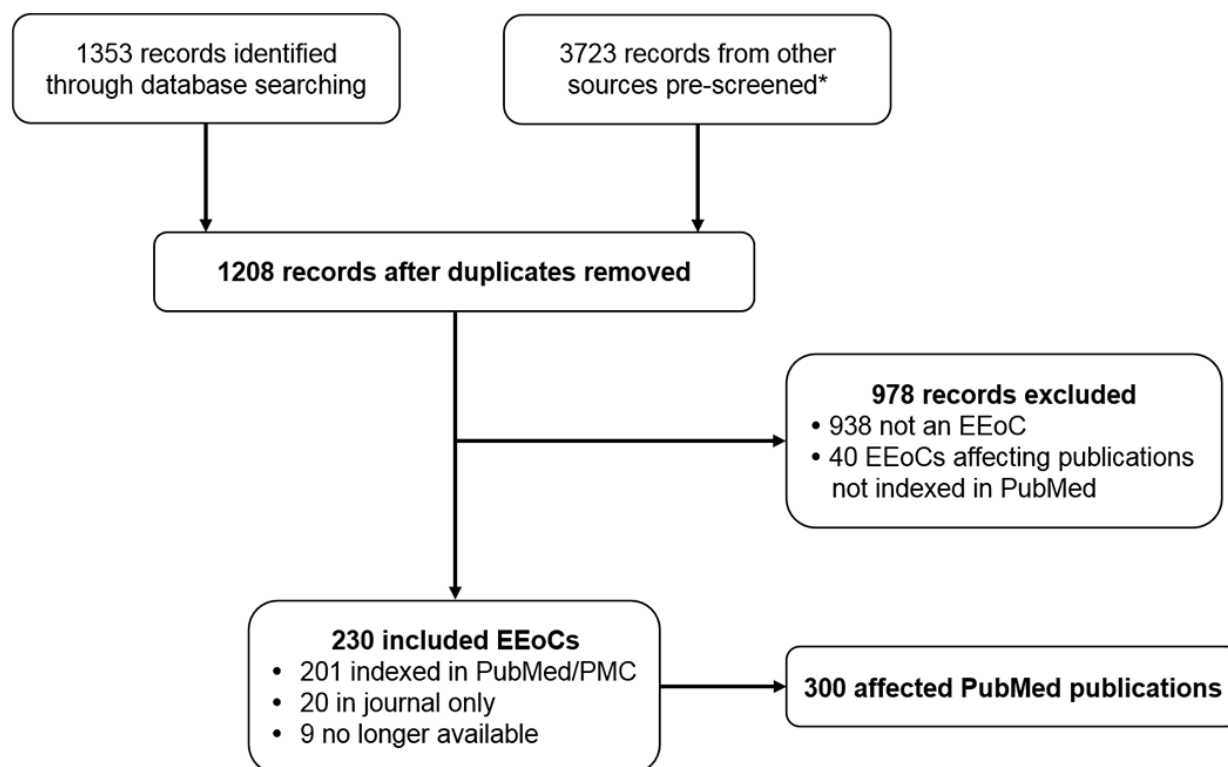 1353 records identified
through database searching
3723 records from other
sources pre-screened*
1208 records after duplicates removed
978 records excluded
• 938 not an EEoC
• 40 EEoCs affecting publications
not indexed in PubMed
230 included EEoCs
• 201 indexed in PubMed/PMC
• 20 in journal only
• 9 no longer available
300 affected PubMed publications